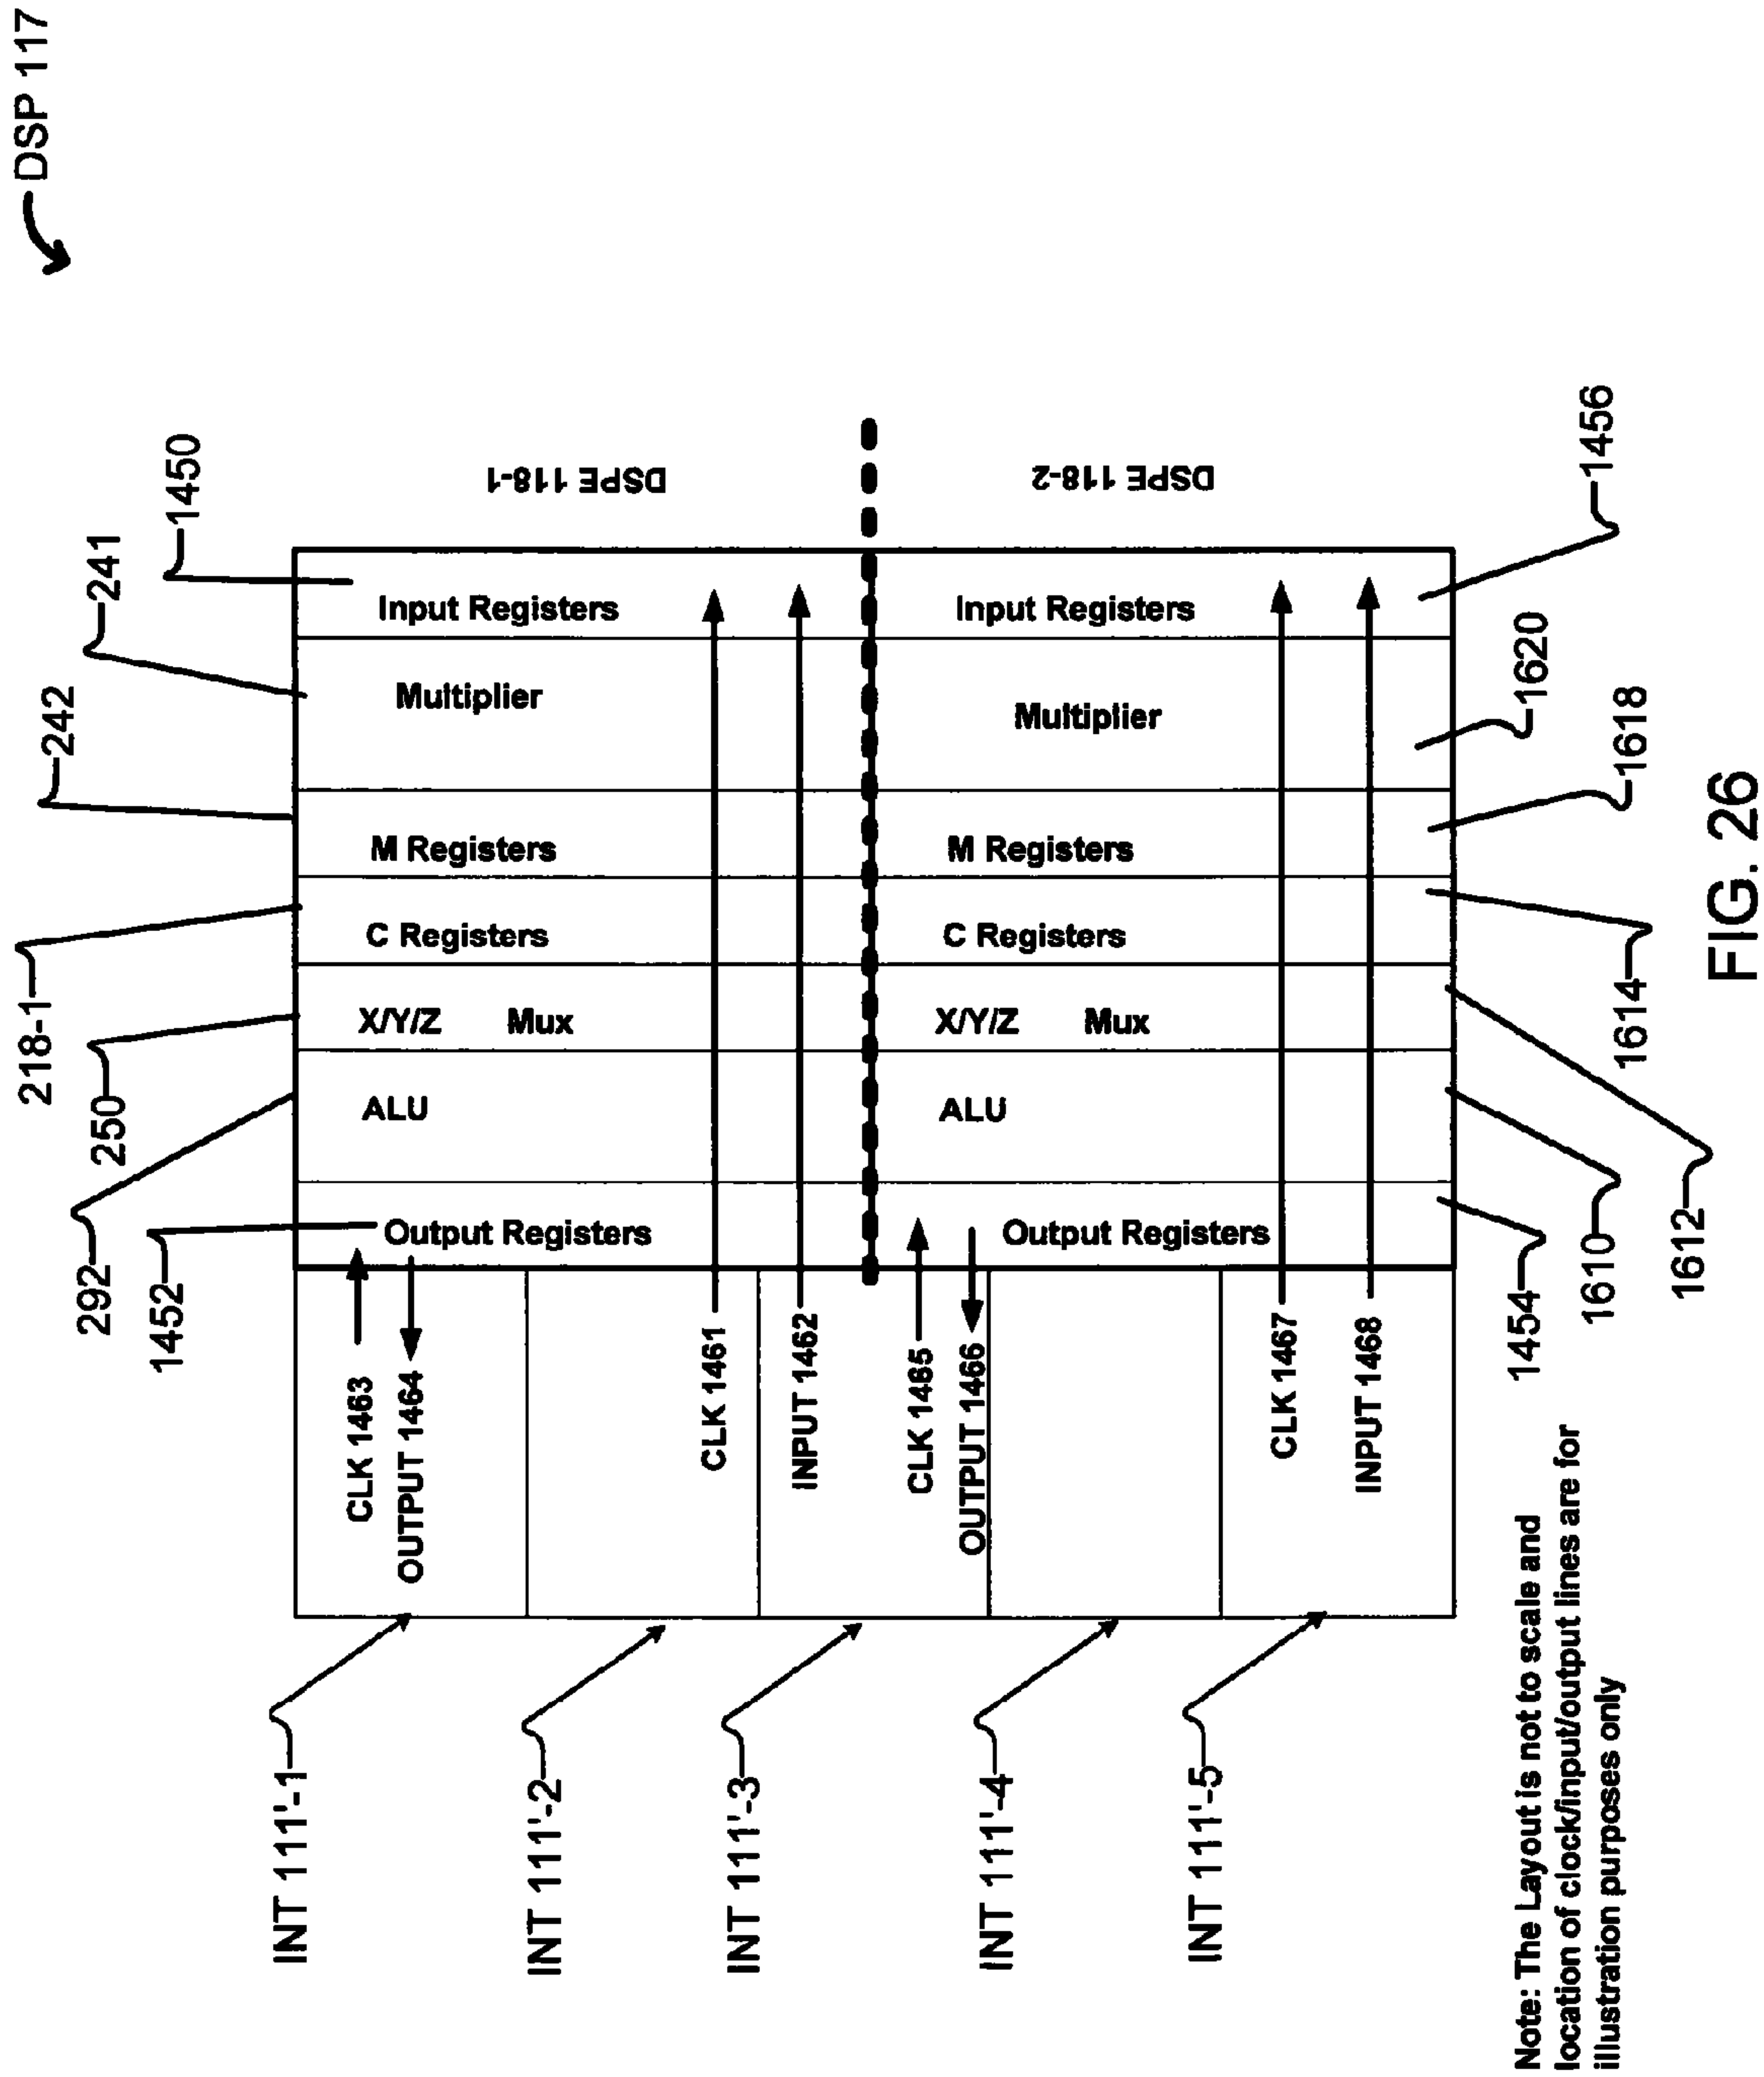 DSP 117
1450
241
242
218-1
250
292
1452
DSPE 118-1
Input Registers
Multiplier
M Registers
C Registers
X/Y/Z Mux
ALU
Output Registers
DSPE 118-2
Input Registers
Multiplier
M Registers
C Registers
X/Y/Z Mux
ALU
Output Registers
CLK 1463
OUTPUT 1464
CLK 1461
INPUT 1462
CLK 1465
OUTPUT 1466
CLK 1467
INPUT 1468
INT 111'-1
INT 111'-2
INT 111'-3
INT 111'-4
INT 111'-5
1456
1620
1618
1614
1612
1610
1454
Note: The Layout is not to scale and
location of clock/input/output lines are for
illustration purposes only
FIG. 26